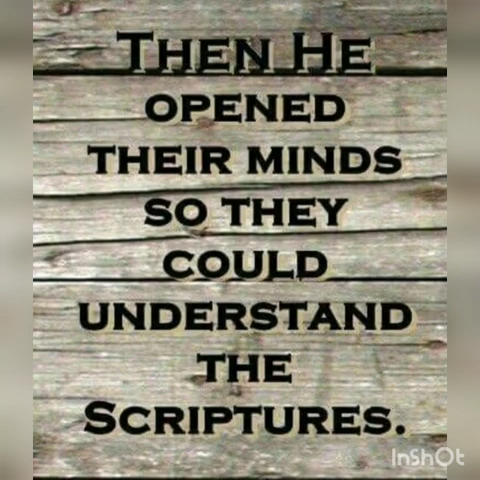 THEN HE
OPENED
THEIR MINDS
SO THEY
COULD
UNDERSTAND
THE
SCRIPTURES.
InShOt